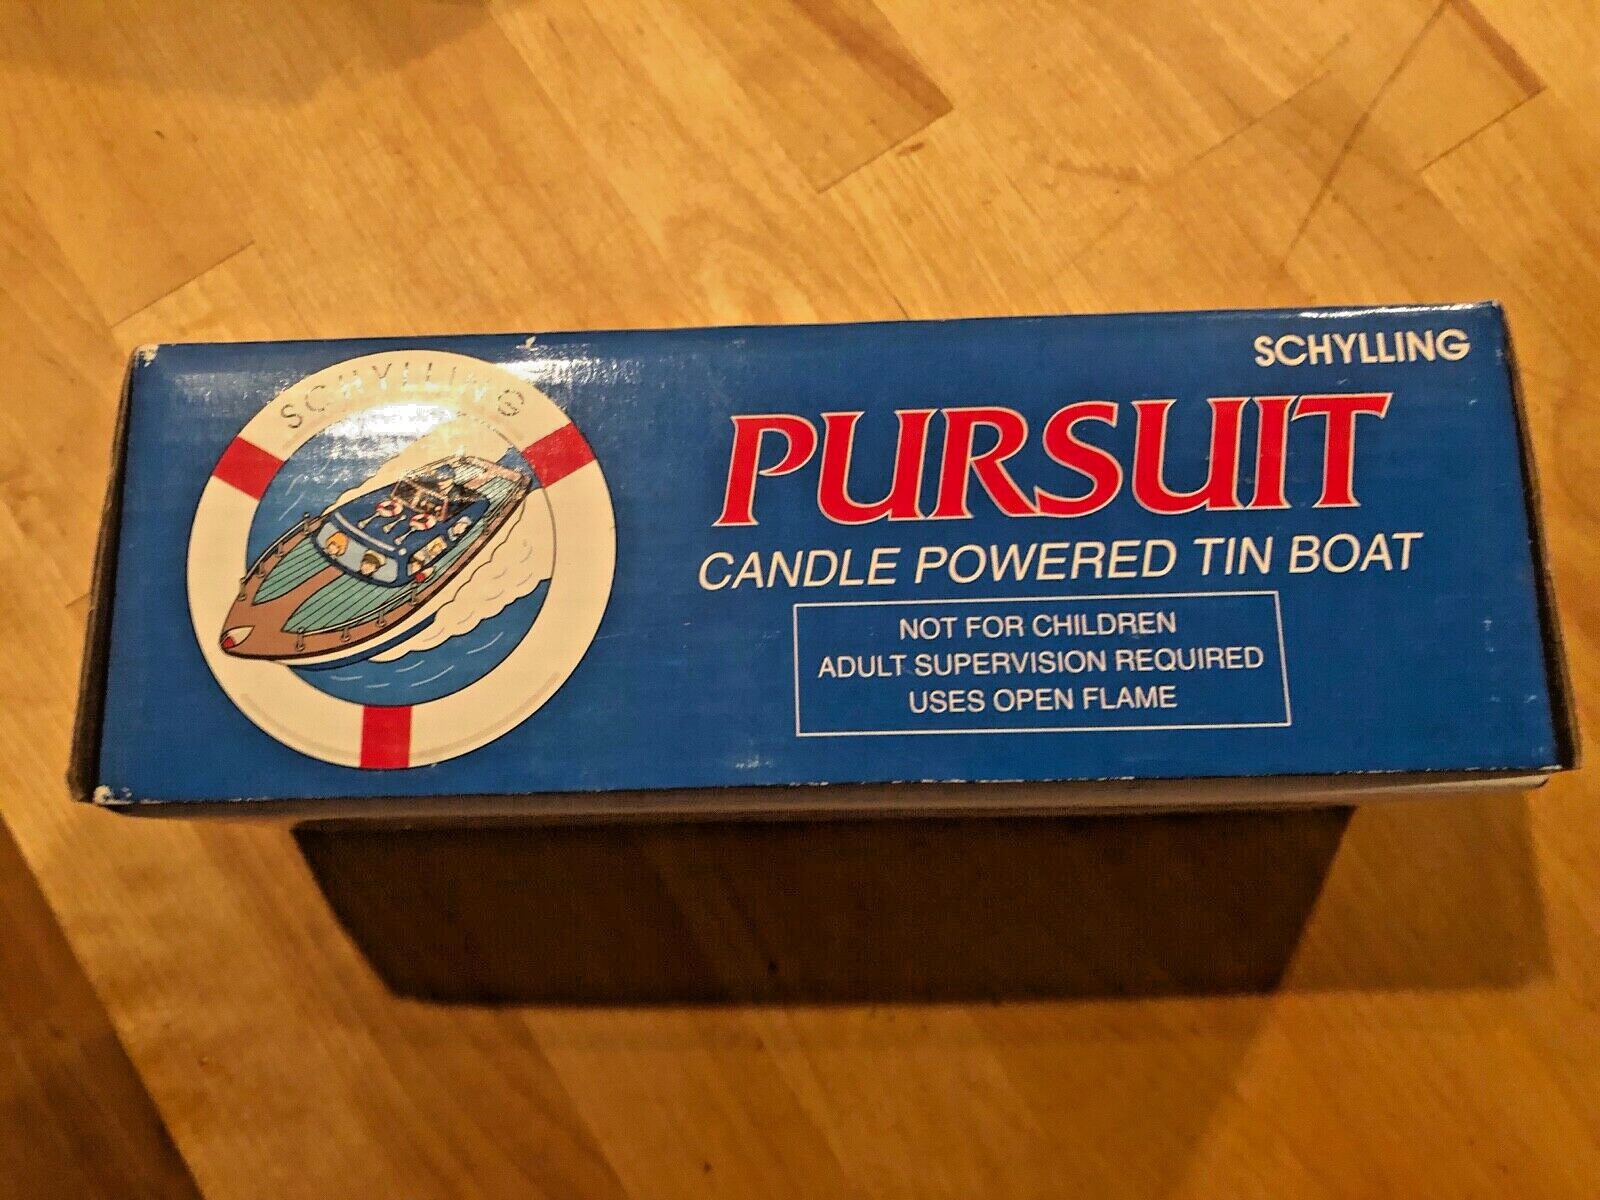 SCHYLLING
SCHYLLING
PURSUIT
CANDLE POWERED TIN BOAT
NOT FOR CHILDREN
ADULT SUPERVISION REQUIRED
USES OPEN FLAME